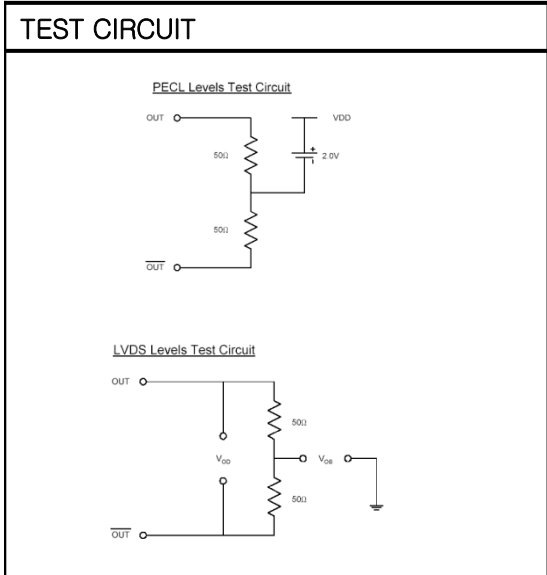 TEST CIRCUIT
PECL Levels Test Circuit
OUT
VDD
50Ω
+
2.0V
50Ω
OUT
LVDS Levels Test Circuit
OUT
50Ω
VOD
VOS
50Ω
OUT